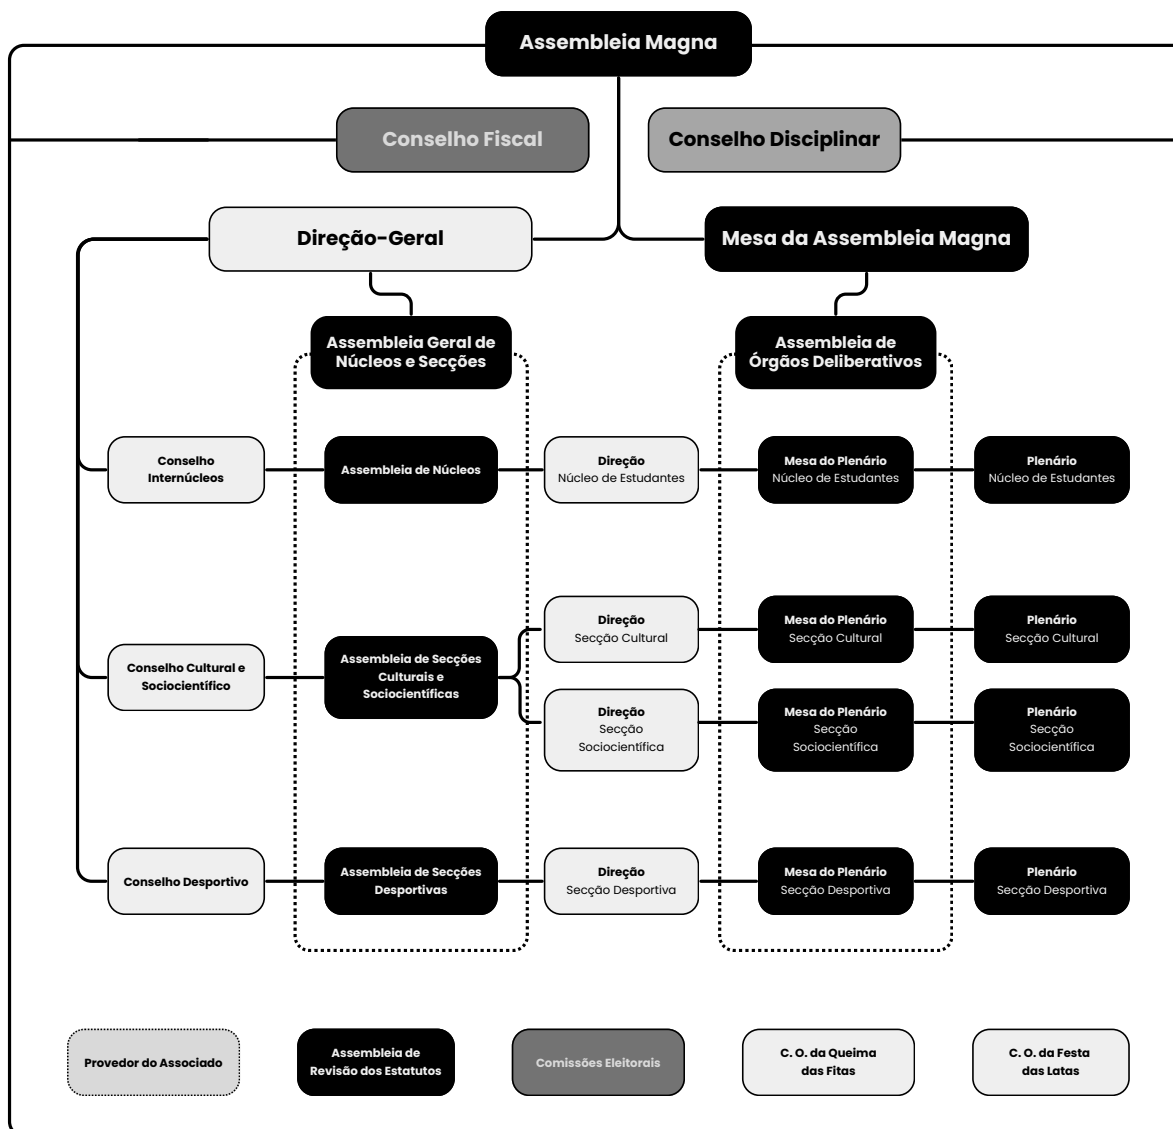 Assembleia Magna
Conselho Fiscal
Conselho Disciplinar
Direção-Geral
Mesa da Assembleia Magna
Assembleia Geral de
Núcleos e Secções
Assembleia de
Órgãos Deliberativos
Conselho
Internúcleos
Assembleia de Núcleos
Direção
Núcleo de Estudantes
Mesa do Plenário
Núcleo de Estudantes
Plenário
Núcleo de Estudantes
Conselho Cultural e
Sociocientífico
Assembleia de Secções
Culturais e
Sociocientíficas
Direção
Secção Cultural
Mesa do Plenário
Secção Cultural
Plenário
Secção Cultural
Direção
Secção
Sociocientífica
Mesa do Plenário
Secção
Sociocientífica
Plenário
Secção
Sociocientífica
Conselho Desportivo
Assembleia de Secções
Desportivas
Direção
Secção Desportiva
Mesa do Plenário
Secção Desportiva
Plenário
Secção Desportiva
Provedor do Associado
Assembleia de
Revisão dos Estatutos
Comissões Eleitorais
C. O. da Queima
das Fitas
C. O. da Festa
das Latas